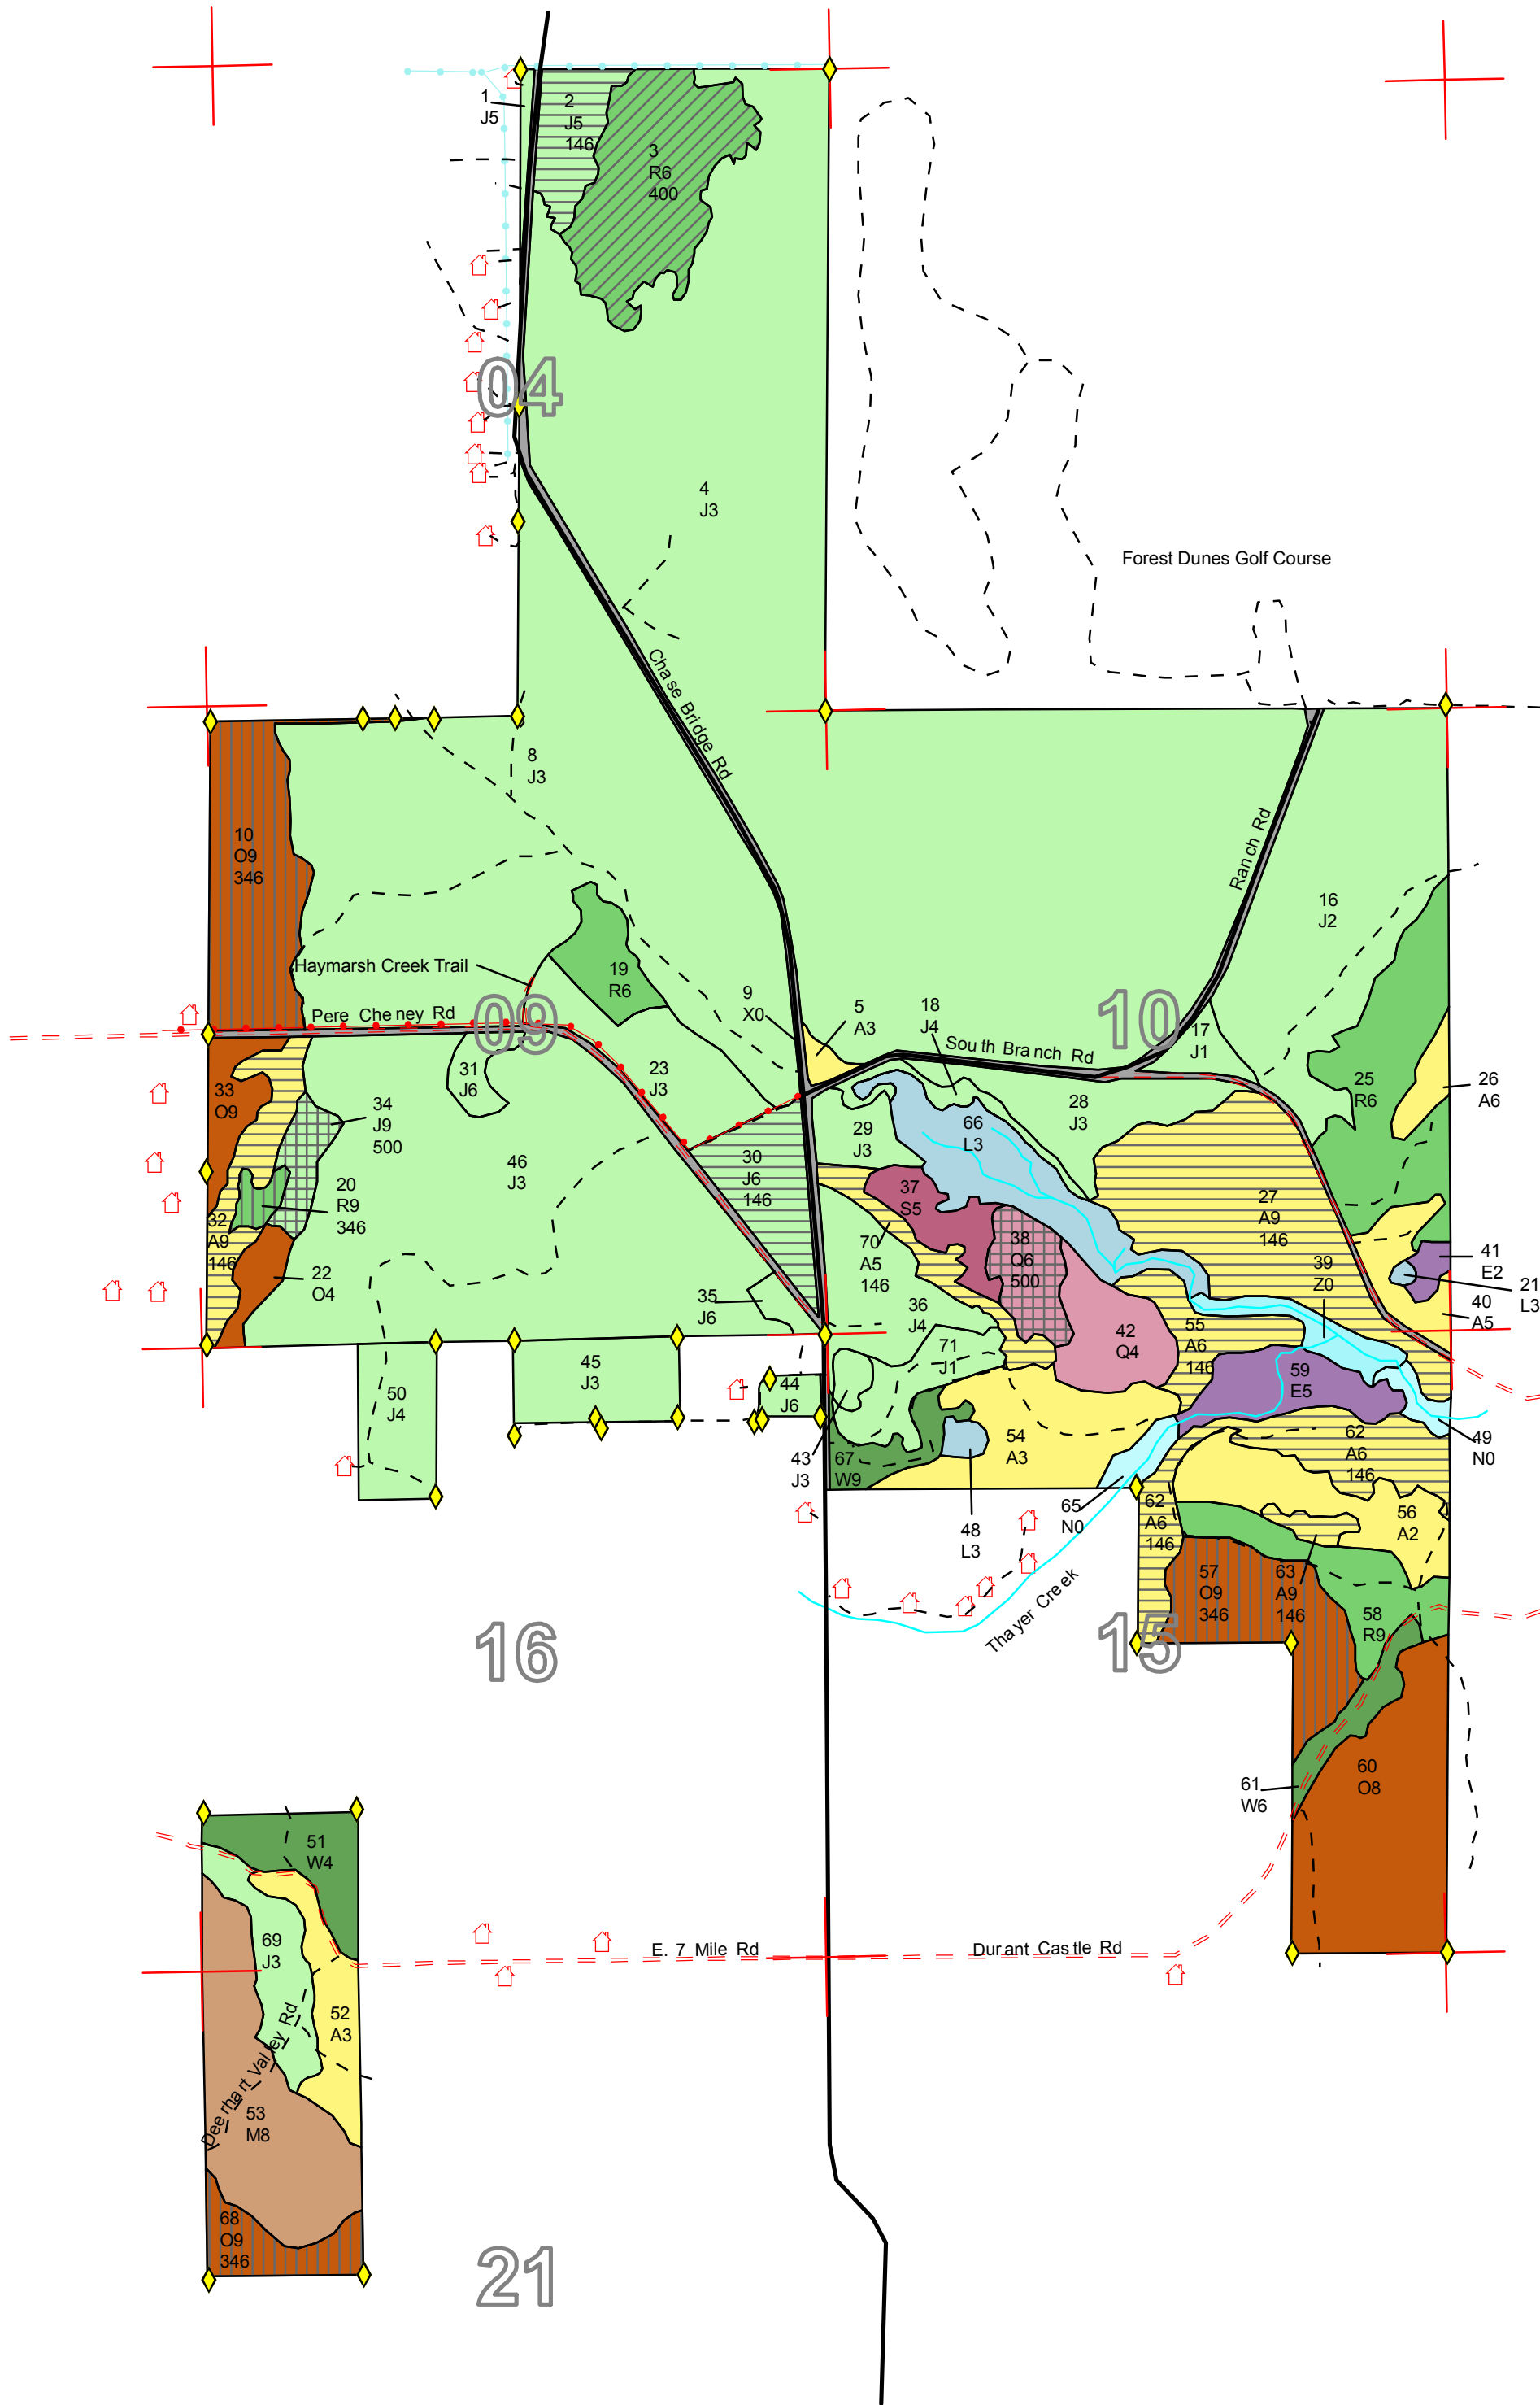 1
J5
2
J5
146
3
R6
400
04
4
J3
Forest Dunes Golf Course
Chase Bridge Rd
8
J3
10
O9
346
Ranch Rd
16
J2
Haymarsh Creek Trail
19
R6
Pere Cheney Rd
09
9
X0
5
A3
18
J4
10
South Branch Rd
17
J1
31
J6
23
J3
33
O9
34
J9
500
29
J3
66
L3
28
J3
25
R6
26
A6
46
J3
30
J6
146
20
R9
346
37
S5
27
A9
146
32
A9
146
70
A5
146
38
Q6
500
39
Z0
41
E2
22
O4
21
L3
35
J6
36
J4
40
A5
42
Q4
55
A6
146
71
J1
45
J3
44
J6
59
E5
50
J4
43
J3
67
W9
54
A3
62
A6
146
49
N0
48
L3
65
N0
62
A6
146
56
A2
57
O9
346
63
A9
146
58
R9
Thayer Creek
16
15
60
O8
61
W6
51
W4
69
J3
E. 7 Mile Rd
Durant Castle Rd
52
A3
Deerhart Valley Rd
53
M8
68
O9
346
21